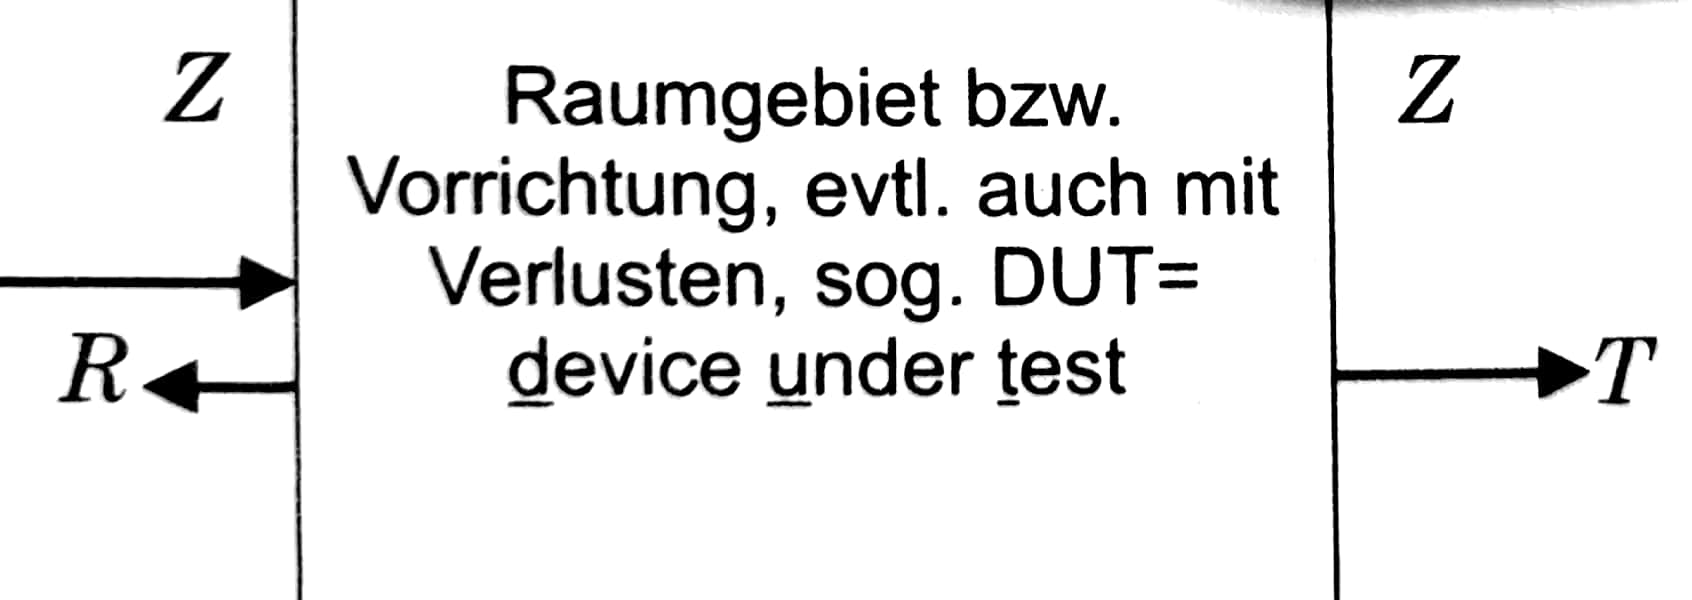 Z Raumgebiet bzw. Z
Vorrichtung, evtl. auch mit
Verlusten, sog. DUT=
R device under test T